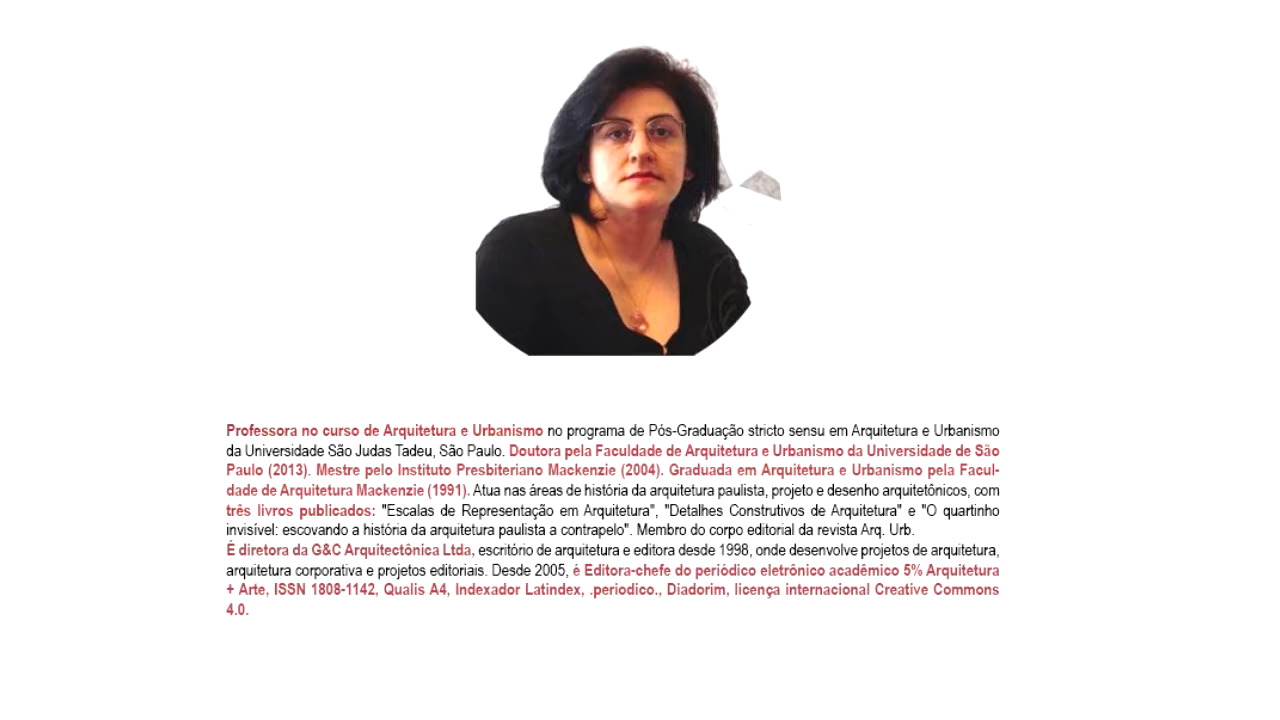 Professora no curso de Arquitetura e Urbanismo no programa de Pós-Graduação stricto sensu em Arquitetura e Urbanismo
da Universidade São Judas Tadeu, São Paulo. Doutora pela Faculdade de Arquitetura e Urbanismo da Universidade de São
Paulo (2013). Mestre pelo Instituto Presbiteriano Mackenzie (2004). Graduada em Arquitetura e Urbanismo pela Facul-
dade de Arquitetura Mackenzie (1991). Atua nas áreas de história da arquitetura paulista, projeto e desenho arquitetônicos, com
três livros publicados: "Escalas de Representação em Arquitetura", "Detalhes Construtivos de Arquitetura" e "O quartinho
invisível: escovando a história da arquitetura paulista a contrapelo". Membro do corpo editorial da revista Arq. Urb.
É diretora da G&C Arquitectônica Ltda, escritório de arquitetura e editora desde 1998, onde desenvolve projetos de arquitetura,
arquitetura corporativa e projetos editoriais. Desde 2005, é Editora-chefe do periódico eletrônico acadêmico 5% Arquitetura
+ Arte, ISSN 1808-1142, Qualis A4, Indexador Latindex, .periodico., Diadorim, licença internacional Creative Commons
4.0.